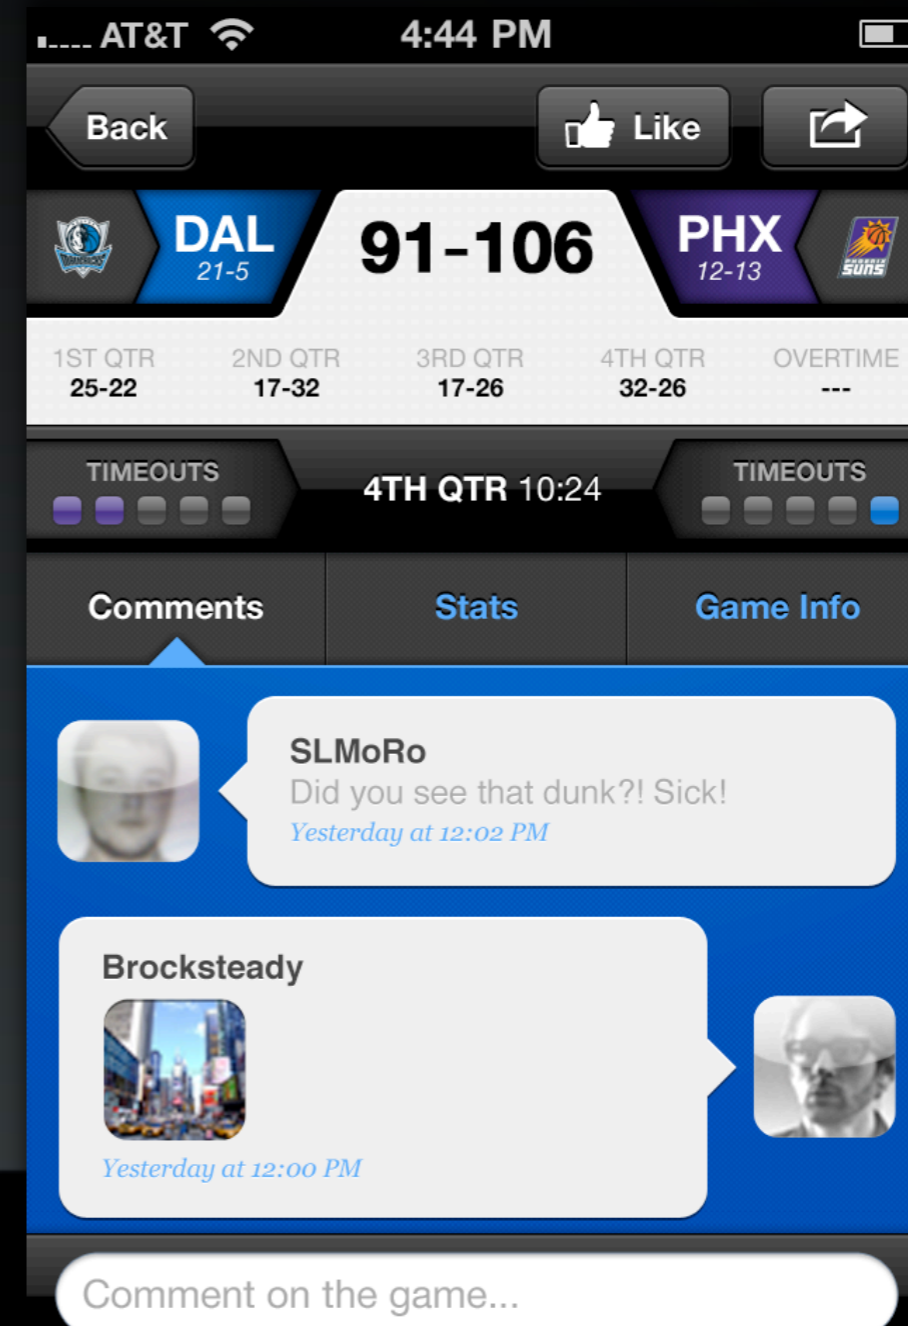 AT&T 4:44 PM
Back Like
DAL 91-106 PHX
21-5 12-13
MAVERICKS PHOENIX SUNS
1ST QTR 2ND QTR 3RD QTR 4TH QTR OVERTIME
25-22 17-32 17-26 32-26 ---
TIMEOUTS 4TH QTR 10:24 TIMEOUTS
Comments Stats Game Info
SLMoRo
Did you see that dunk?! Sick!
Yesterday at 12:02 PM
Brocksteady
Yesterday at 12:00 PM
Comment on the game...